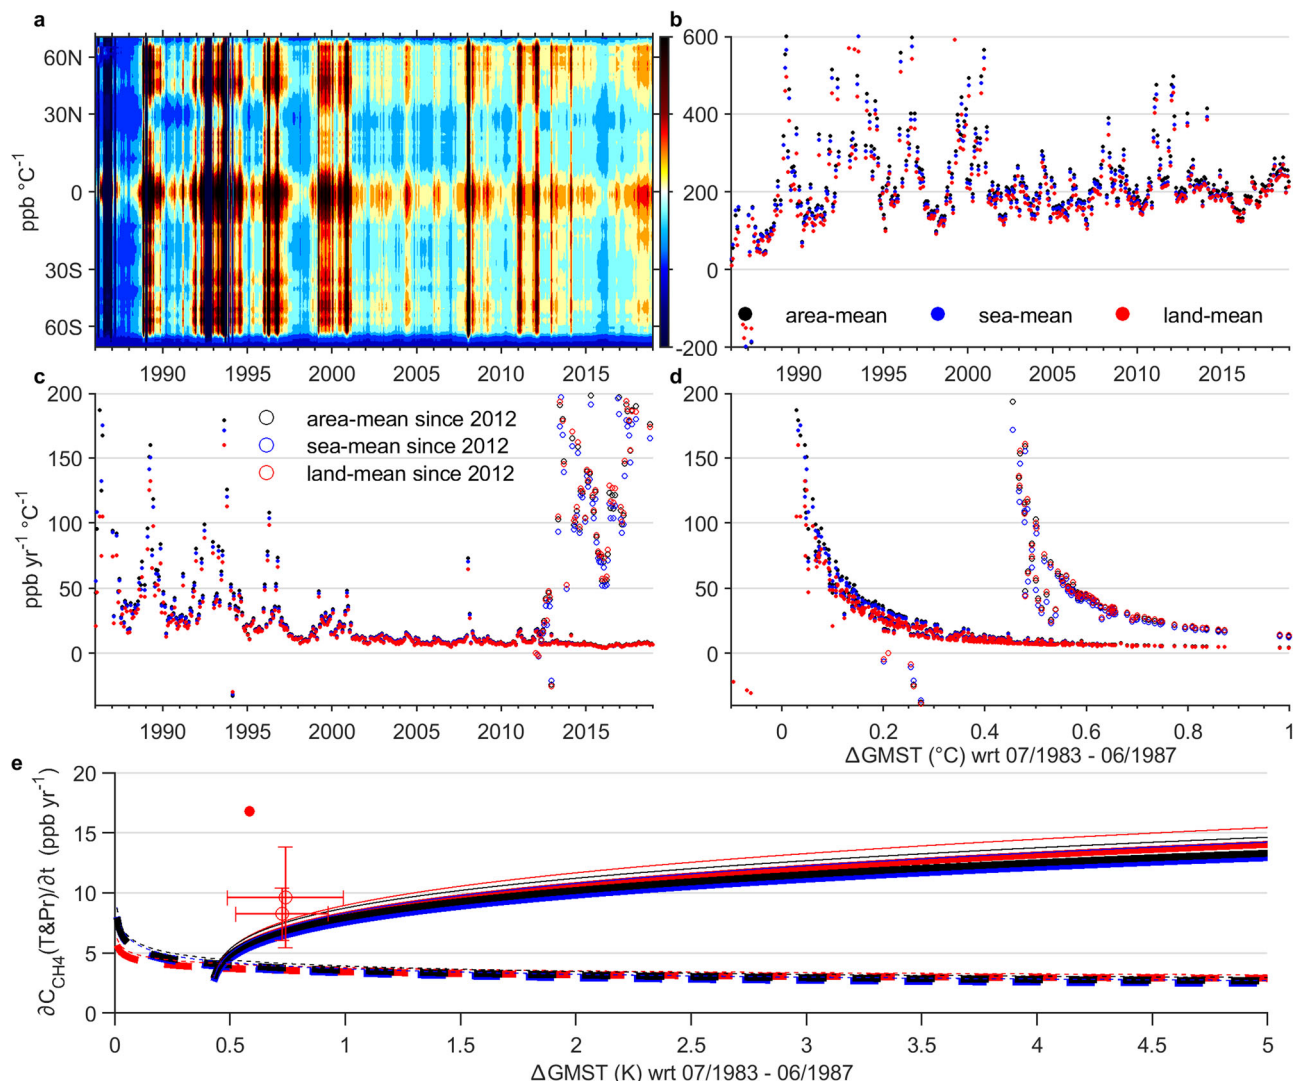 a
60N
30N
0
30S
60S
ppb °C⁻¹
1990 1995 2000 2005 2010 2015
-200
b
600
400
200
0
-200
area-mean sea-mean land-mean
1990 1995 2000 2005 2010 2015
c
200
150
100
50
0
ppb yr⁻¹ °C⁻¹
area-mean since 2012
sea-mean since 2012
land-mean since 2012
1990 1995 2000 2005 2010 2015
d
200
150
100
50
0
0 0.2 0.4 0.6 0.8 1
ΔGMST (°C) wrt 07/1983 - 06/1987
e
20
15
10
5
0
∂C_CH4(T&Pr)/∂t (ppb yr⁻¹)
0 0.5 1 1.5 2 2.5 3 3.5 4 4.5 5
ΔGMST (K) wrt 07/1983 - 06/1987